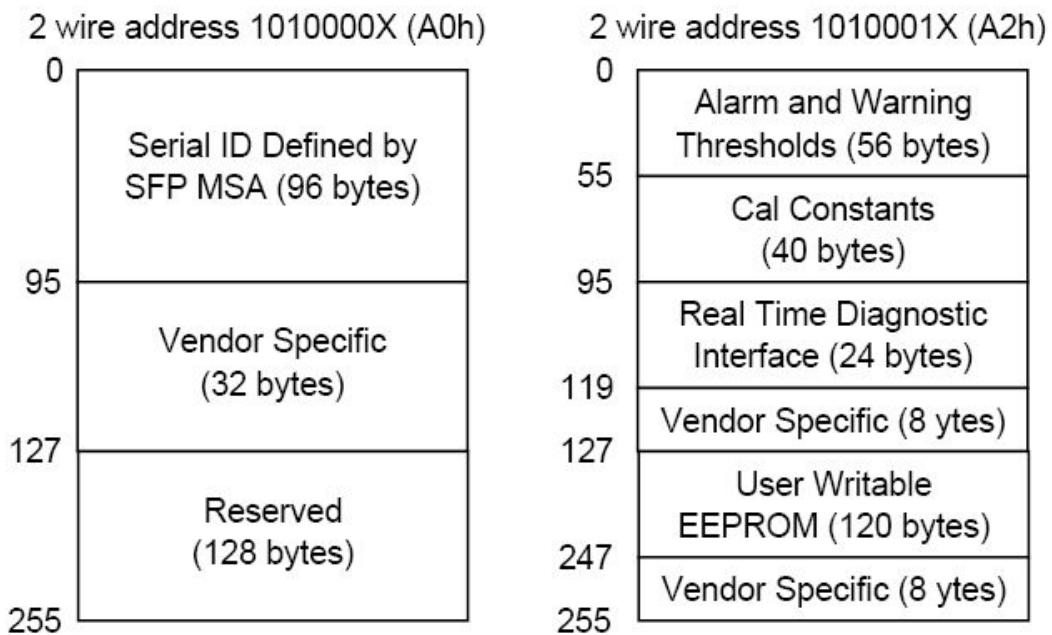 2 wire address 1010000X (A0h)
0
Serial ID Defined by
SFP MSA (96 bytes)
95
Vendor Specific
(32 bytes)
127
Reserved
(128 bytes)
255
2 wire address 1010001X (A2h)
0
Alarm and Warning
Thresholds (56 bytes)
55
Cal Constants
(40 bytes)
95
Real Time Diagnostic
Interface (24 bytes)
119
Vendor Specific (8 ytes)
127
User Writable
EEPROM (120 bytes)
247
Vendor Specific (8 ytes)
255